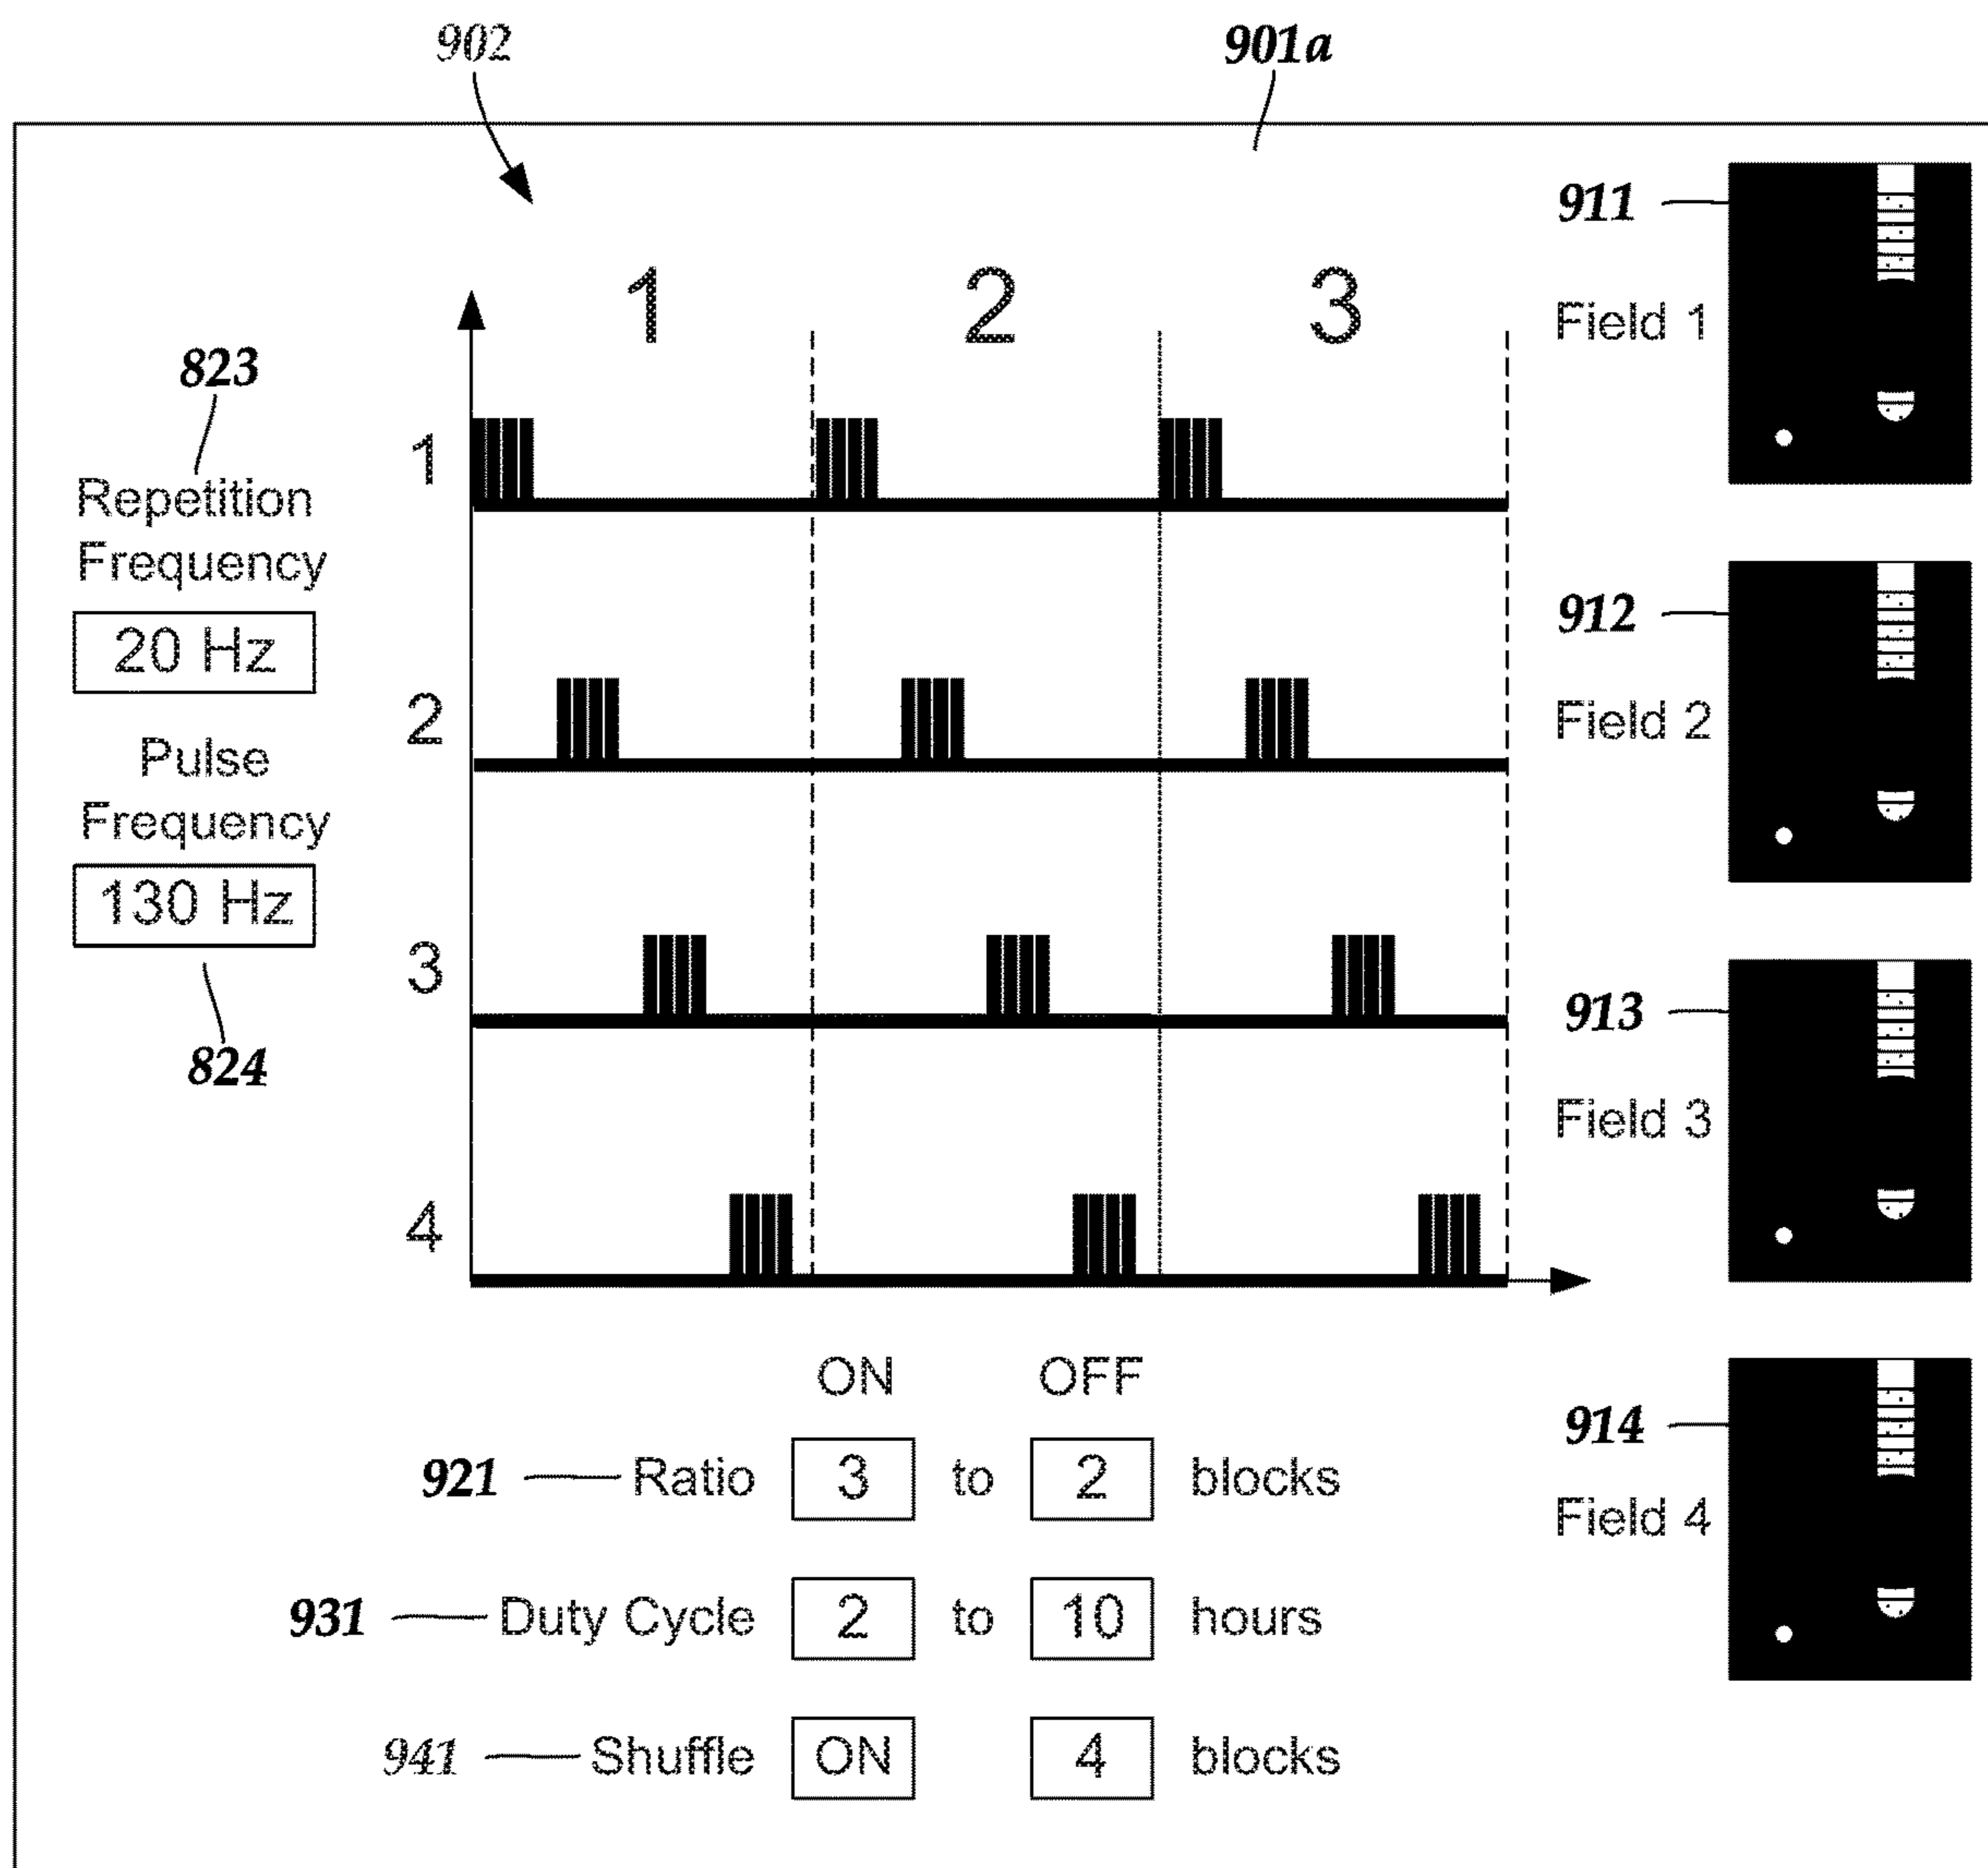 902
901a
911
1 2 3
Field 1
823
1
Repetition
Frequency
20 Hz
912
2
Field 2
Pulse
Frequency
130 Hz
3
913
824
Field 3
4
ON OFF
914
921 Ratio 3 to 2 blocks
Field 4
931 Duty Cycle 2 to 10 hours
941 Shuffle ON 4 blocks